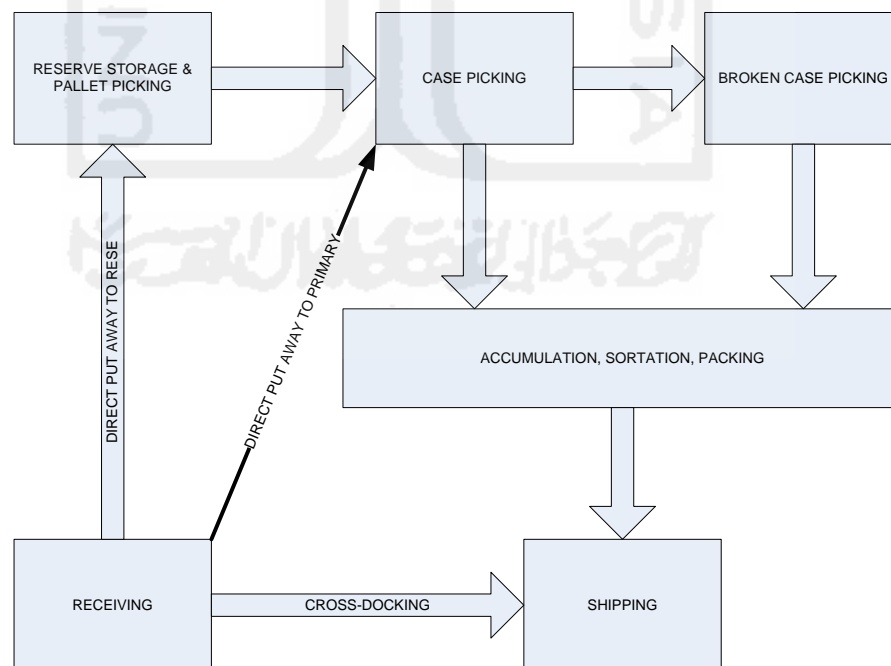 RESERVE STORAGE &
PALLET PICKING
CASE PICKING
BROKEN CASE PICKING
DIRECT PUT AWAY TO RESE
DIRECT PUT AWAY TO PRIMARY
ACCUMULATION, SORTATION, PACKING
RECEIVING
CROSS-DOCKING
SHIPPING